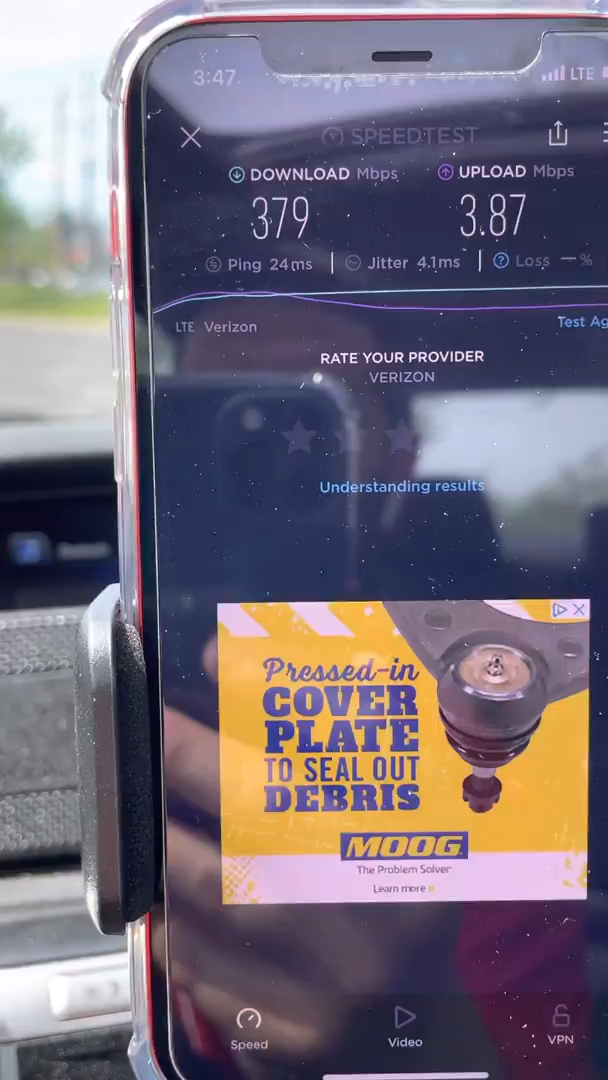 3:47
LTE
SPEEDTEST
DOWNLOAD Mbps
UPLOAD Mbps
379
3.87
Ping 24ms
Jitter 4.1ms
Loss — %
LTE Verizon
Test Ag
RATE YOUR PROVIDER
VERIZON
Understanding results
Pressed-in
COVER
PLATE
TO SEAL OUT
DEBRIS
MOOG
The Problem Solver
Learn more »
Speed
Video
VPN